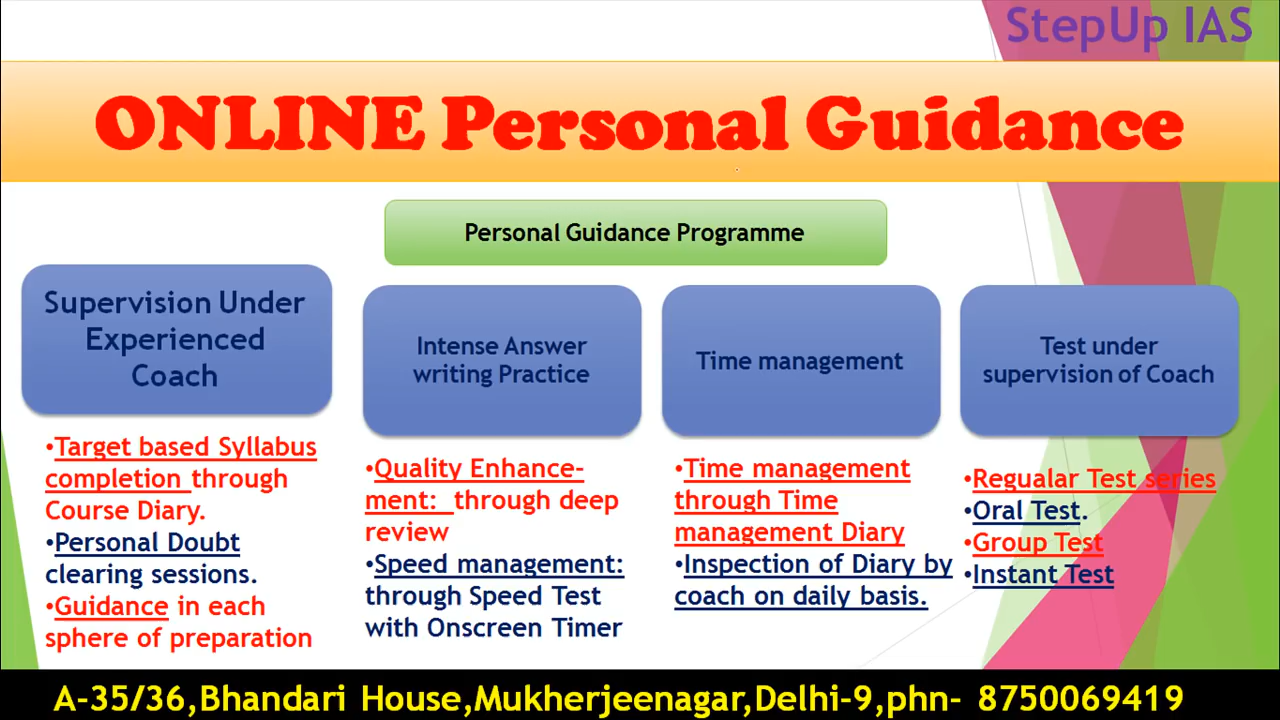 StepUp IAS
ONLINE Personal Guidance
Personal Guidance Programme
Supervision Under
Experienced
Coach
•Target based Syllabus
completion through
Course Diary.
•Personal Doubt
clearing sessions.
•Guidance in each
sphere of preparation
Intense Answer
writing Practice
•Quality Enhance-
ment: through deep
review
•Speed management:
through Speed Test
with Onscreen Timer
Time management
•Time management
through Time
management Diary
•Inspection of Diary by
coach on daily basis.
Test under
supervision of Coach
•Regualar Test series
•Oral Test.
•Group Test
•Instant Test
A-35/36,Bhandari House,Mukherjeenagar,Delhi-9,phn- 8750069419